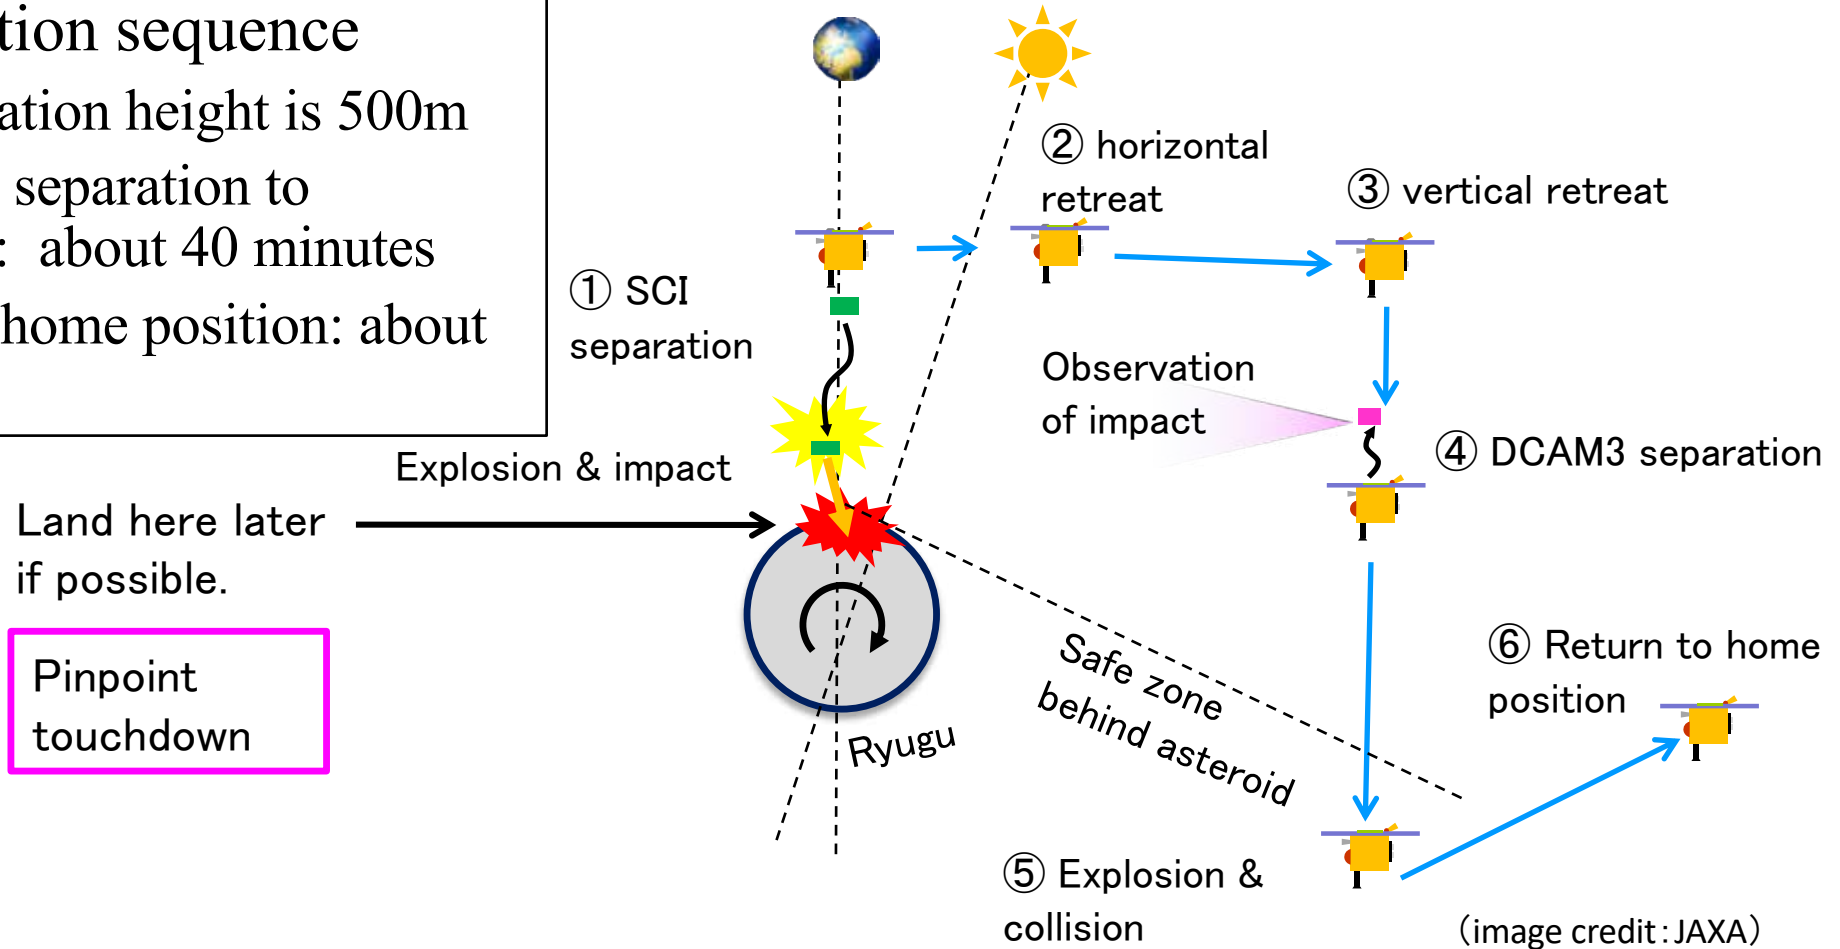 tion sequence
ation height is 500m
separation to
: about 40 minutes
home position: about
② horizontal
retreat
③ vertical retreat
① SCI
separation
Observation
of impact
④ DCAM3 separation
Explosion & impact
Land here later
if possible.
Pinpoint
touchdown
Ryugu
Safe zone
behind asteroid
⑥ Return to home
position
⑤ Explosion &
collision
(image credit:JAXA)